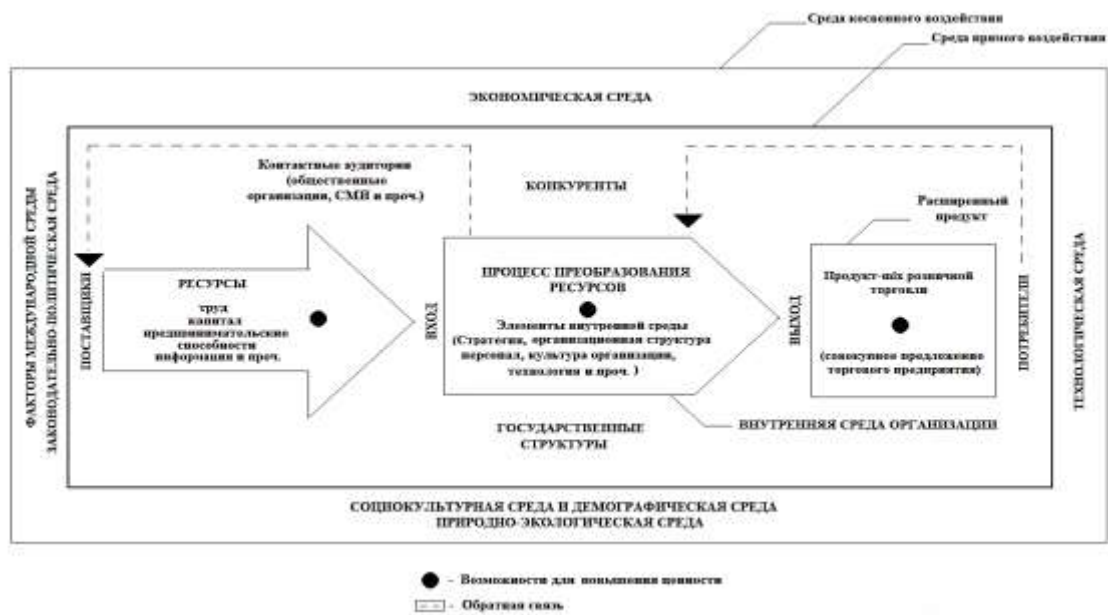 Среда косвенного воздействия
Среда прямого воздействия
ЭКОНОМИЧЕСКАЯ СРЕДА
ФАКТОРЫ МЕЖДУНАРОДНОЙ СРЕДЫ
ЗАКОНОДАТЕЛЬНО-ПОЛИТИЧЕСКАЯ СРЕДА
Контактные аудитории
(общественные
организации, СМИ и проч.)
КОНКУРЕНТЫ
Расширенный
продукт
ПОСТАВЩИКИ
РЕСУРСЫ
труд
капитал
предпринимательские
способности
информация и проч.
ВХОД
ПРОЦЕСС ПРЕОБРАЗОВАНИЯ
РЕСУРСОВ
Элементы внутренней среды
(Стратегия, организационная структура
персонал, культура организации,
технология и проч. )
ВЫХОД
Продукт-mix розничной
торговли
(совокупное предложение
торгового предприятия)
ПОТРЕБИТЕЛИ
ТЕХНОЛОГИЧЕСКАЯ СРЕДА
ГОСУДАРСТВЕННЫЕ
СТРУКТУРЫ
ВНУТРЕННЯЯ СРЕДА ОРГАНИЗАЦИИ
СОЦИОКУЛЬТУРНАЯ СРЕДА И ДЕМОГРАФИЧЕСКАЯ СРЕДА
ПРИРОДНО-ЭКОЛОГИЧЕСКАЯ СРЕДА
- Возможности для повышения ценности
- Обратная связь